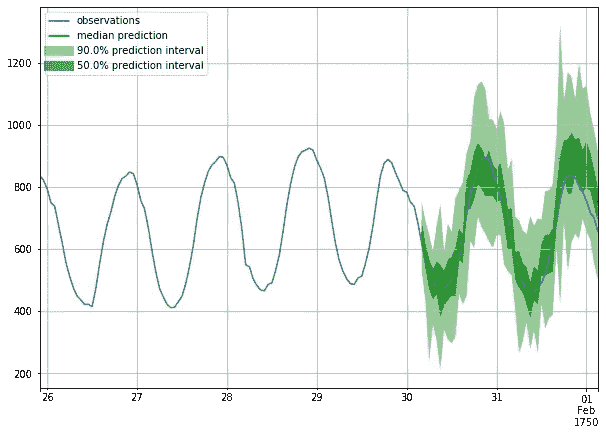 observations
median prediction
90.0% prediction interval
50.0% prediction interval
1200
1000
800
600
400
200
26 27 28 29 30 31 01
Feb
1750